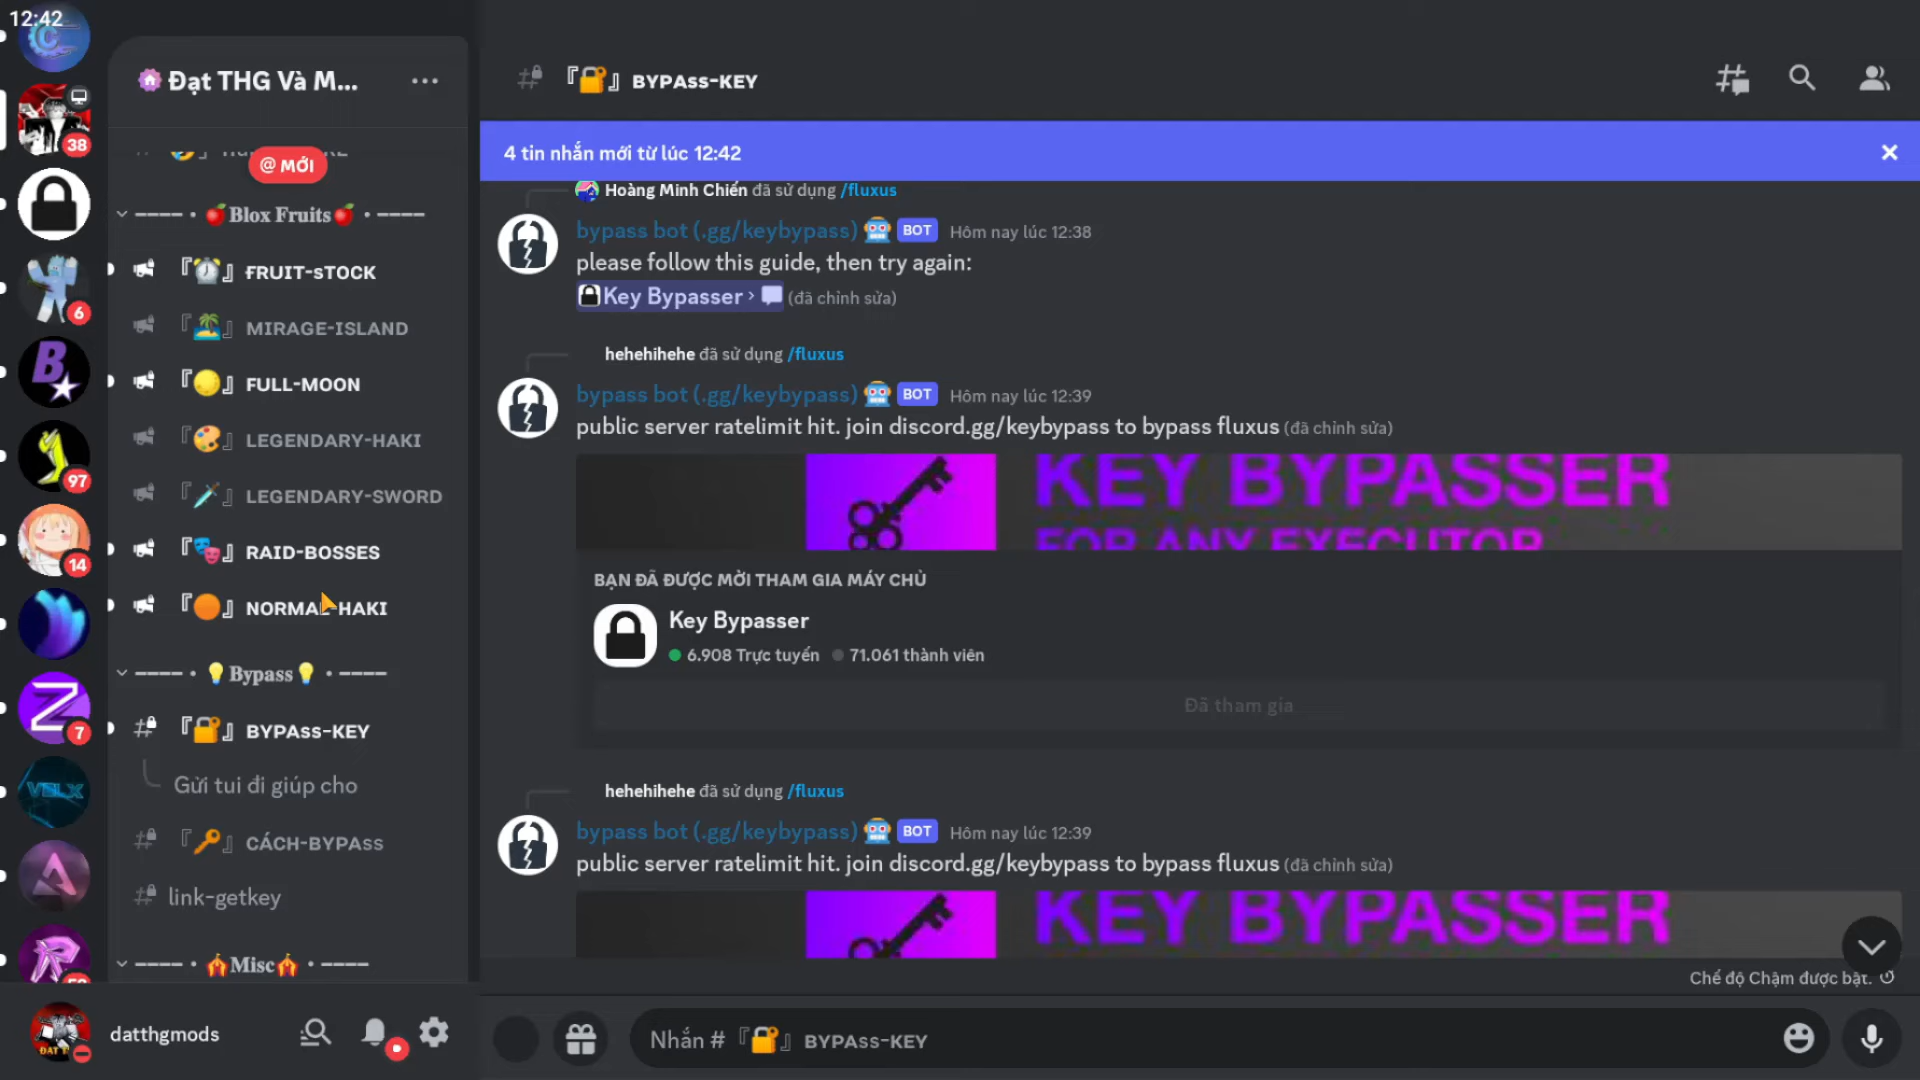 12:42
38
6
97
14
7
Đạt THG Và M...
@ MỚI
---- • Blox Fruits • ----
『⏰』 FRUIT-sTOCK
『🏝️』 MIRAGE-ISLAND
『🌕』 FULL-MOON
『🎨』 LEGENDARY-HAKI
『🗡️』 LEGENDARY-SWORD
『🎭』 RAID-BOSSES
『🟠』 NORMAL-HAKI
---- • 💡Bypass💡 • ----
『🔐』 BYPAss-KEY
Gửi tui đi giúp cho
『🔑』 CÁCH-BYPAss
link-getkey
---- • 🎪Misc🎪 • ----
datthgmods
『🔐』 BYPAss-KEY
4 tin nhắn mới từ lúc 12:42
Hoàng Minh Chiến đã sử dụng /fluxus
bypass bot (.gg/keybypass) 🤖 BOT Hôm nay lúc 12:38
please follow this guide, then try again:
Key Bypasser › (đã chỉnh sửa)
hehehihehe đã sử dụng /fluxus
bypass bot (.gg/keybypass) 🤖 BOT Hôm nay lúc 12:39
public server ratelimit hit. join discord.gg/keybypass to bypass fluxus (đã chỉnh sửa)
KEY BYPASSER
FOR ANY EXECUTOR
BẠN ĐÃ ĐƯỢC MỜI THAM GIA MÁY CHỦ
Key Bypasser
6.908 Trực tuyến 71.061 thành viên
Đã tham gia
hehehihehe đã sử dụng /fluxus
bypass bot (.gg/keybypass) 🤖 BOT Hôm nay lúc 12:39
public server ratelimit hit. join discord.gg/keybypass to bypass fluxus (đã chỉnh sửa)
KEY BYPASSER
Chế độ Chậm được bật.
Nhắn # 『🔐』 BYPAss-KEY